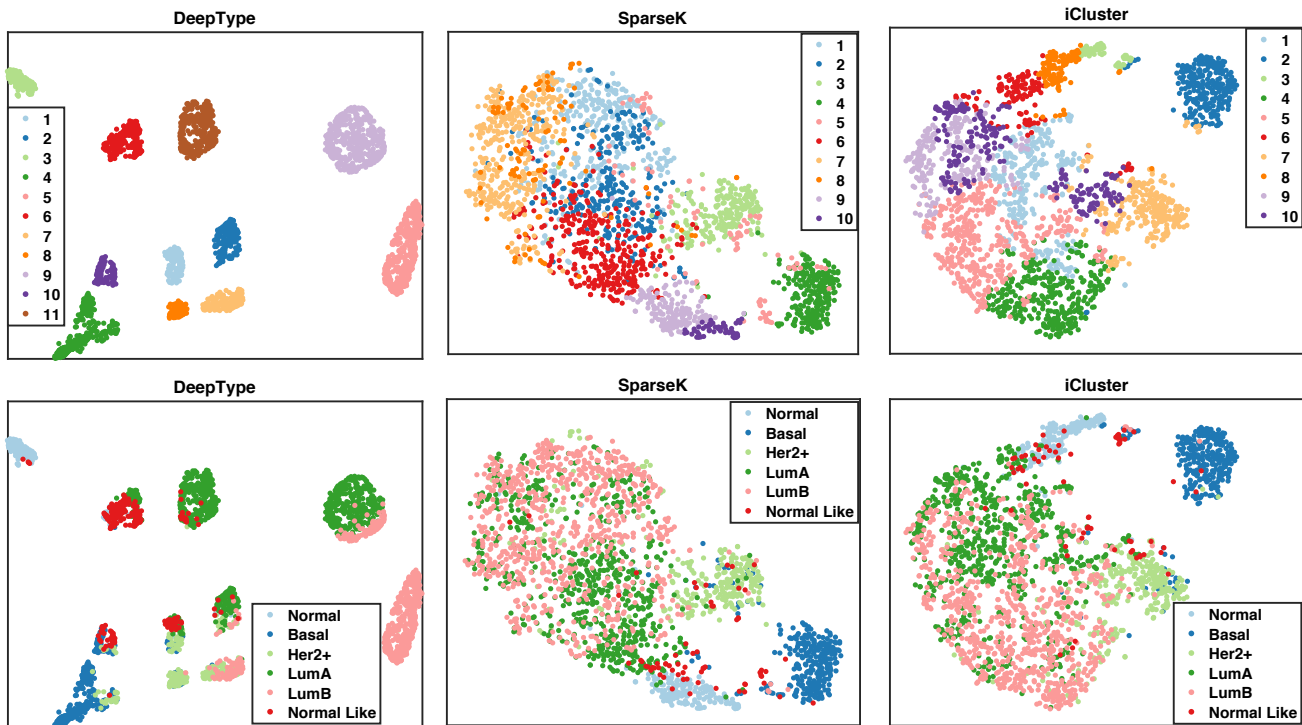 DeepType
SparseK
iCluster
1
2
3
4
5
6
7
8
9
10
11
1
2
3
4
5
6
7
8
9
10
1
2
3
4
5
6
7
8
9
10
DeepType
SparseK
iCluster
Normal
Basal
Her2+
LumA
LumB
Normal Like
Normal
Basal
Her2+
LumA
LumB
Normal Like
Normal
Basal
Her2+
LumA
LumB
Normal Like